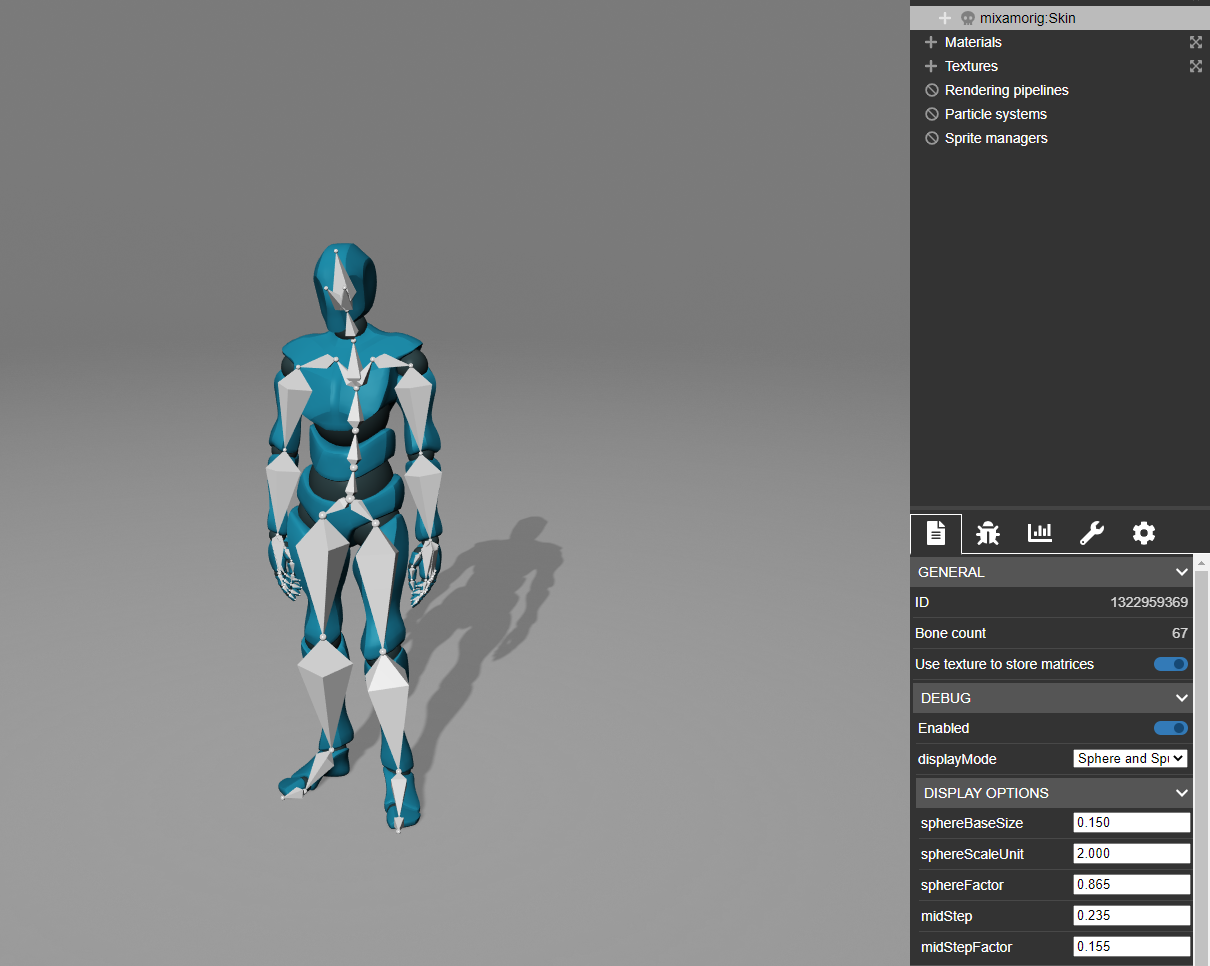 mixamorig:Skin
Materials
Textures
Rendering pipelines
Particle systems
Sprite managers
GENERAL
ID 1322959369
Bone count 67
Use texture to store matrices
DEBUG
Enabled
displayMode Sphere and Spu
DISPLAY OPTIONS
sphereBaseSize 0.150
sphereScaleUnit 2.000
sphereFactor 0.865
midStep 0.235
midStepFactor 0.155